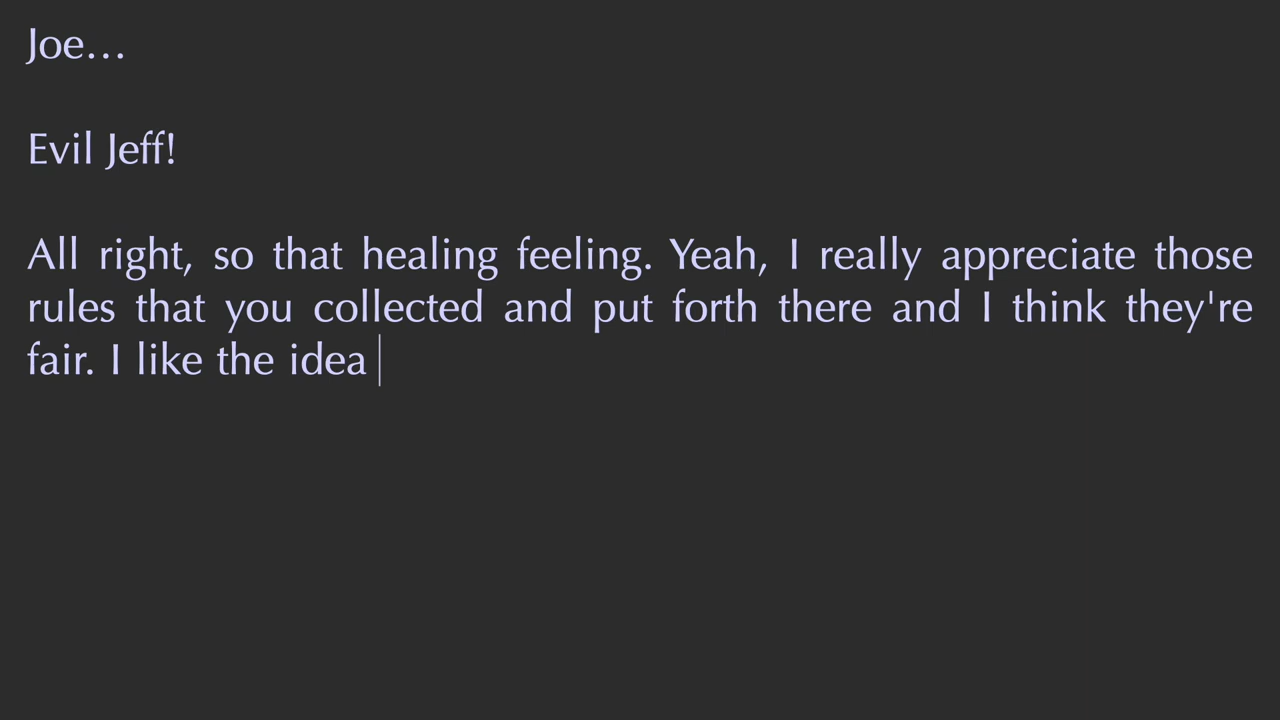 Joe…
Evil Jeff!
All right, so that healing feeling. Yeah, I really appreciate those
rules that you collected and put forth there and I think they're
fair. I like the idea